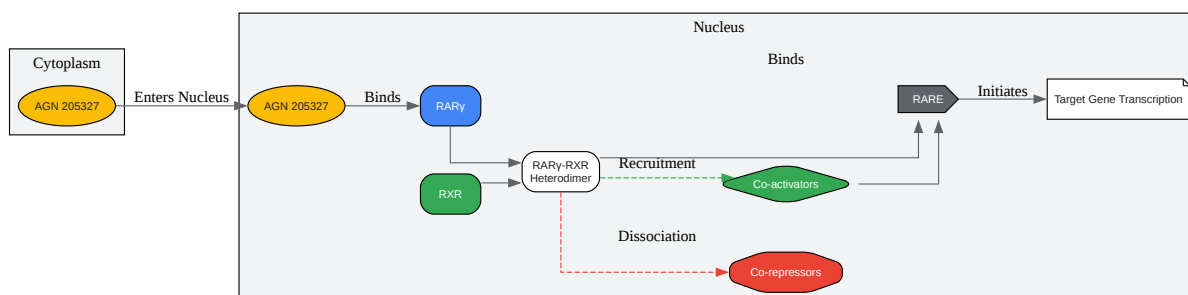 Nucleus
Cytoplasm
Binds
AGN 205327
Enters Nucleus
AGN 205327
Binds
RARγ
RARE
Initiates
Target Gene Transcription
RARγ-RXR
Heterodimer
Recruitment
RXR
Co-activators
Dissociation
Co-repressors